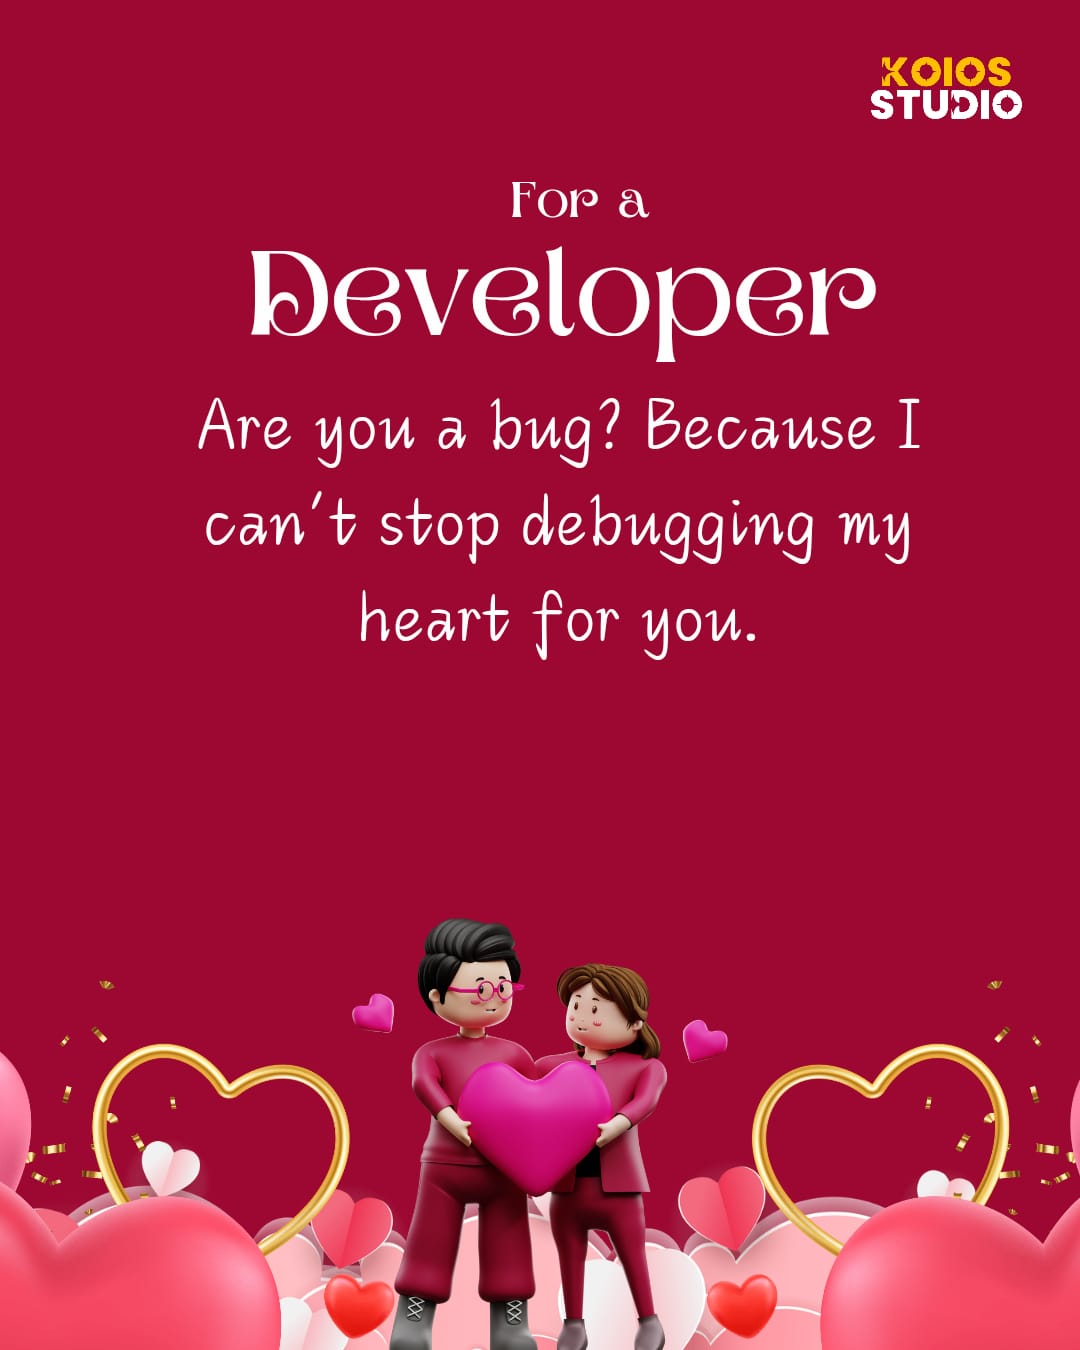 KOIOS
STUDIO
For a
Developer
Are you a bug? Because I
can't stop debugging my
heart for you.